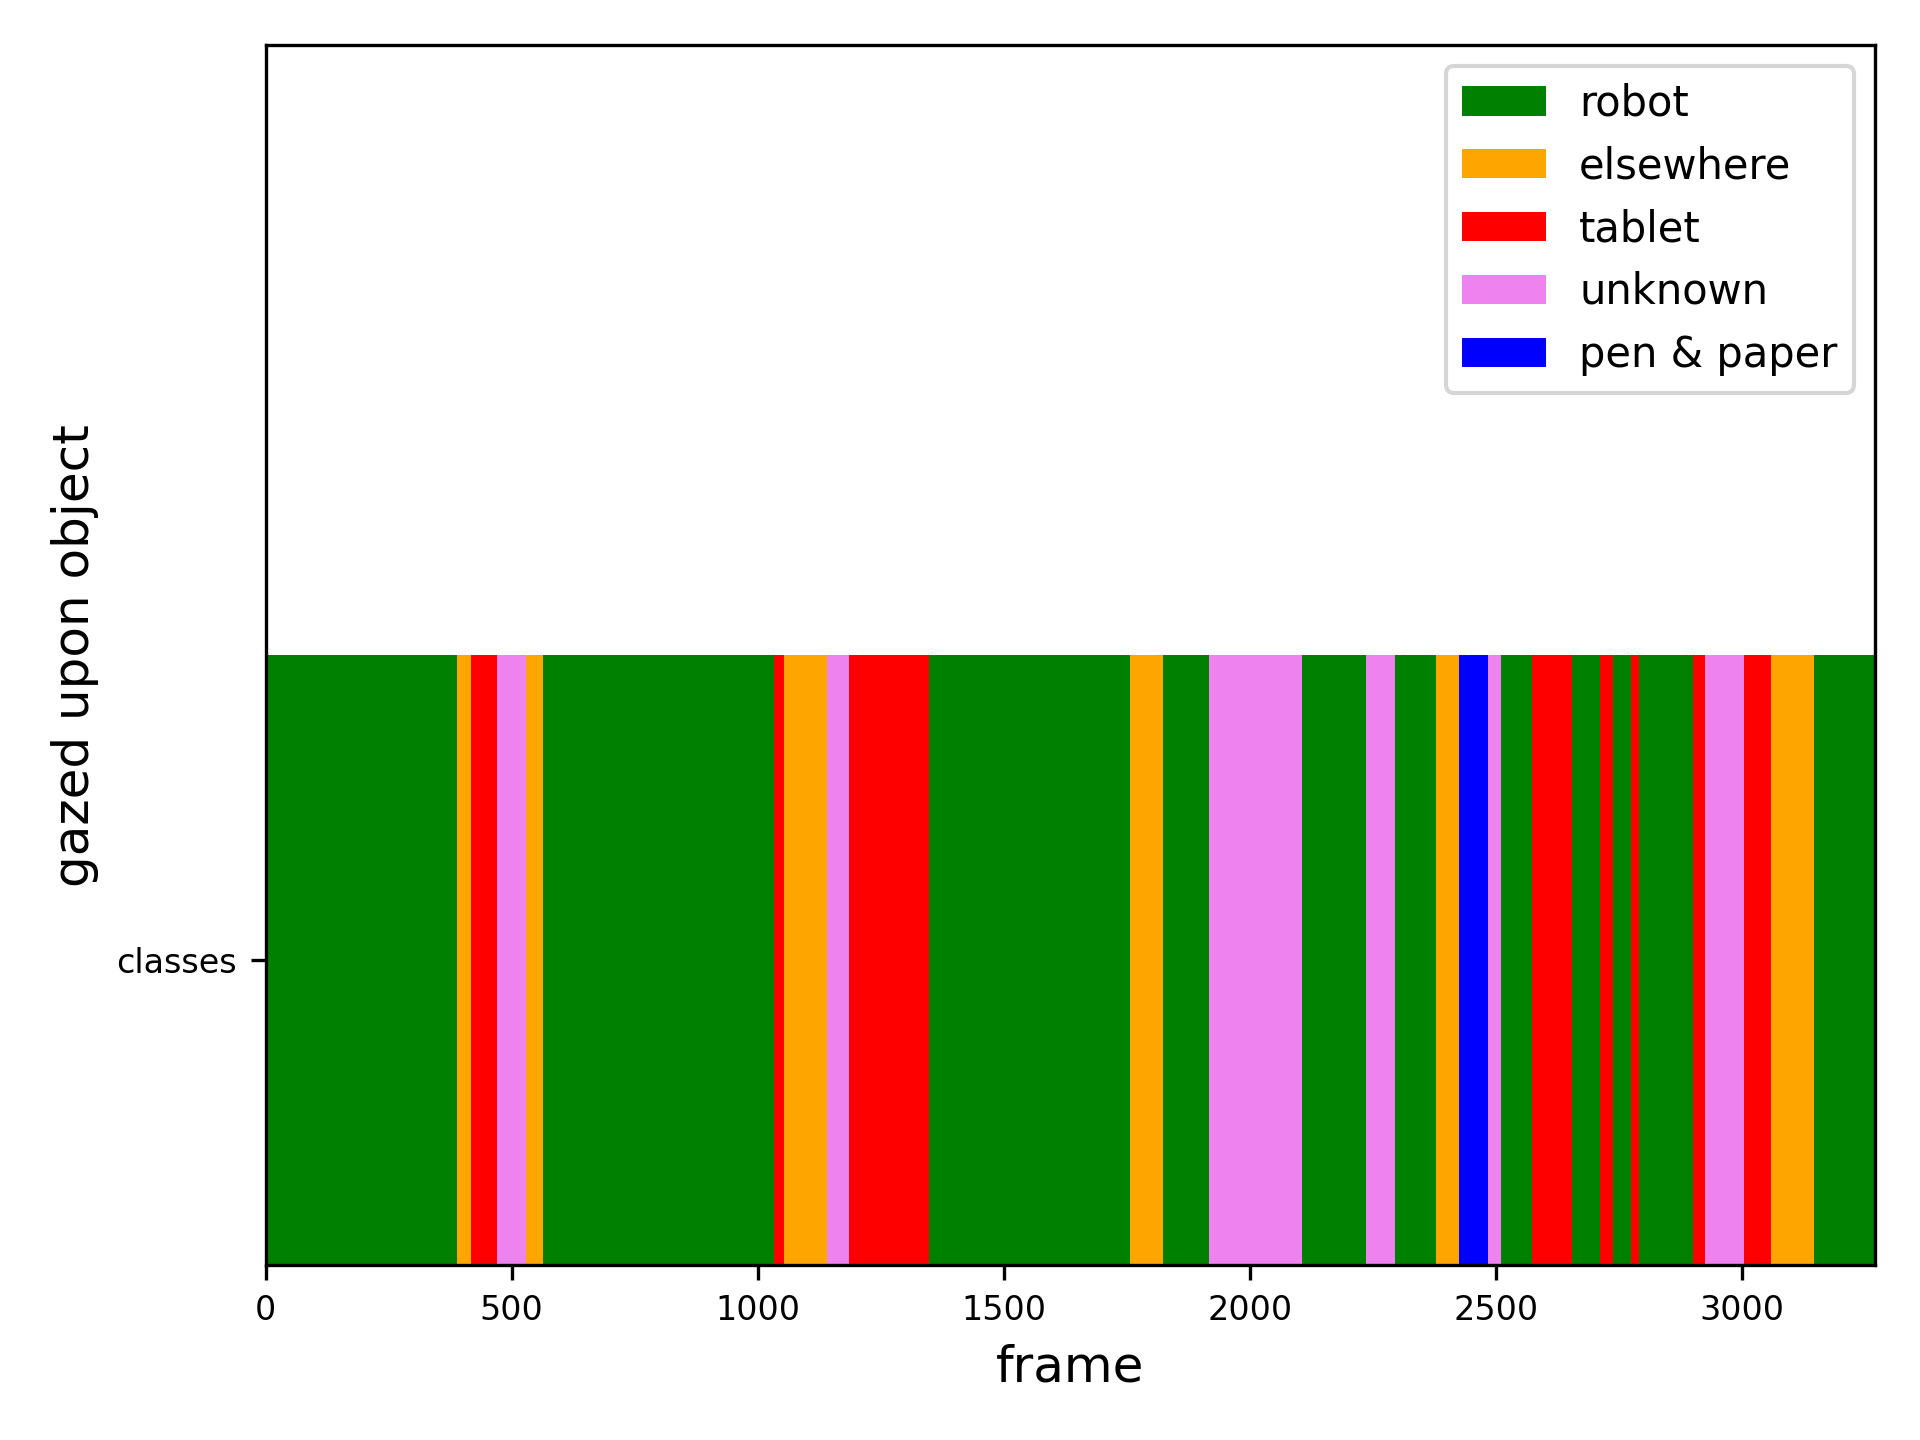 robot
elsewhere
tablet
unknown
pen & paper
gazed upon object
classes
0 500 1000 1500 2000 2500 3000
frame